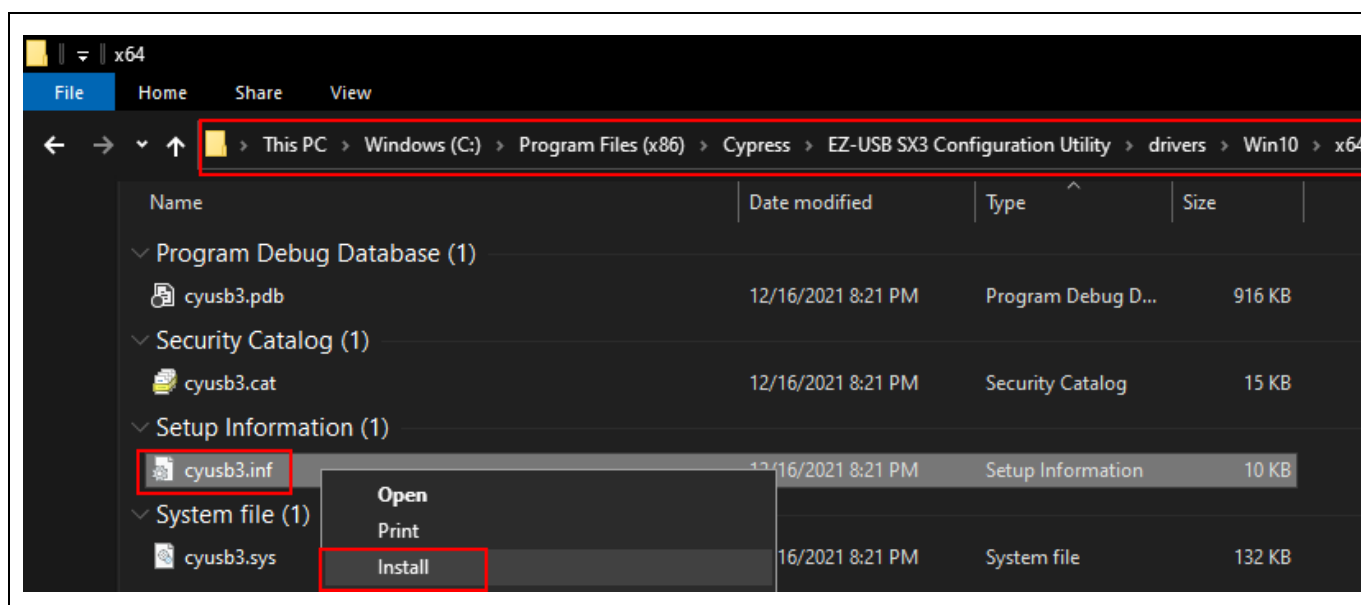 x64
File Home Share View
This PC > Windows (C:) > Program Files (x86) > Cypress > EZ-USB SX3 Configuration Utility > drivers > Win10 > x64
Name Date modified Type Size
Program Debug Database (1)
cyusb3.pdb 12/16/2021 8:21 PM Program Debug D... 916 KB
Security Catalog (1)
cyusb3.cat 12/16/2021 8:21 PM Security Catalog 15 KB
Setup Information (1)
cyusb3.inf 12/16/2021 8:21 PM Setup Information 10 KB
Open
System file (1)
Print
cyusb3.sys 16/2021 8:21 PM System file 132 KB
Install